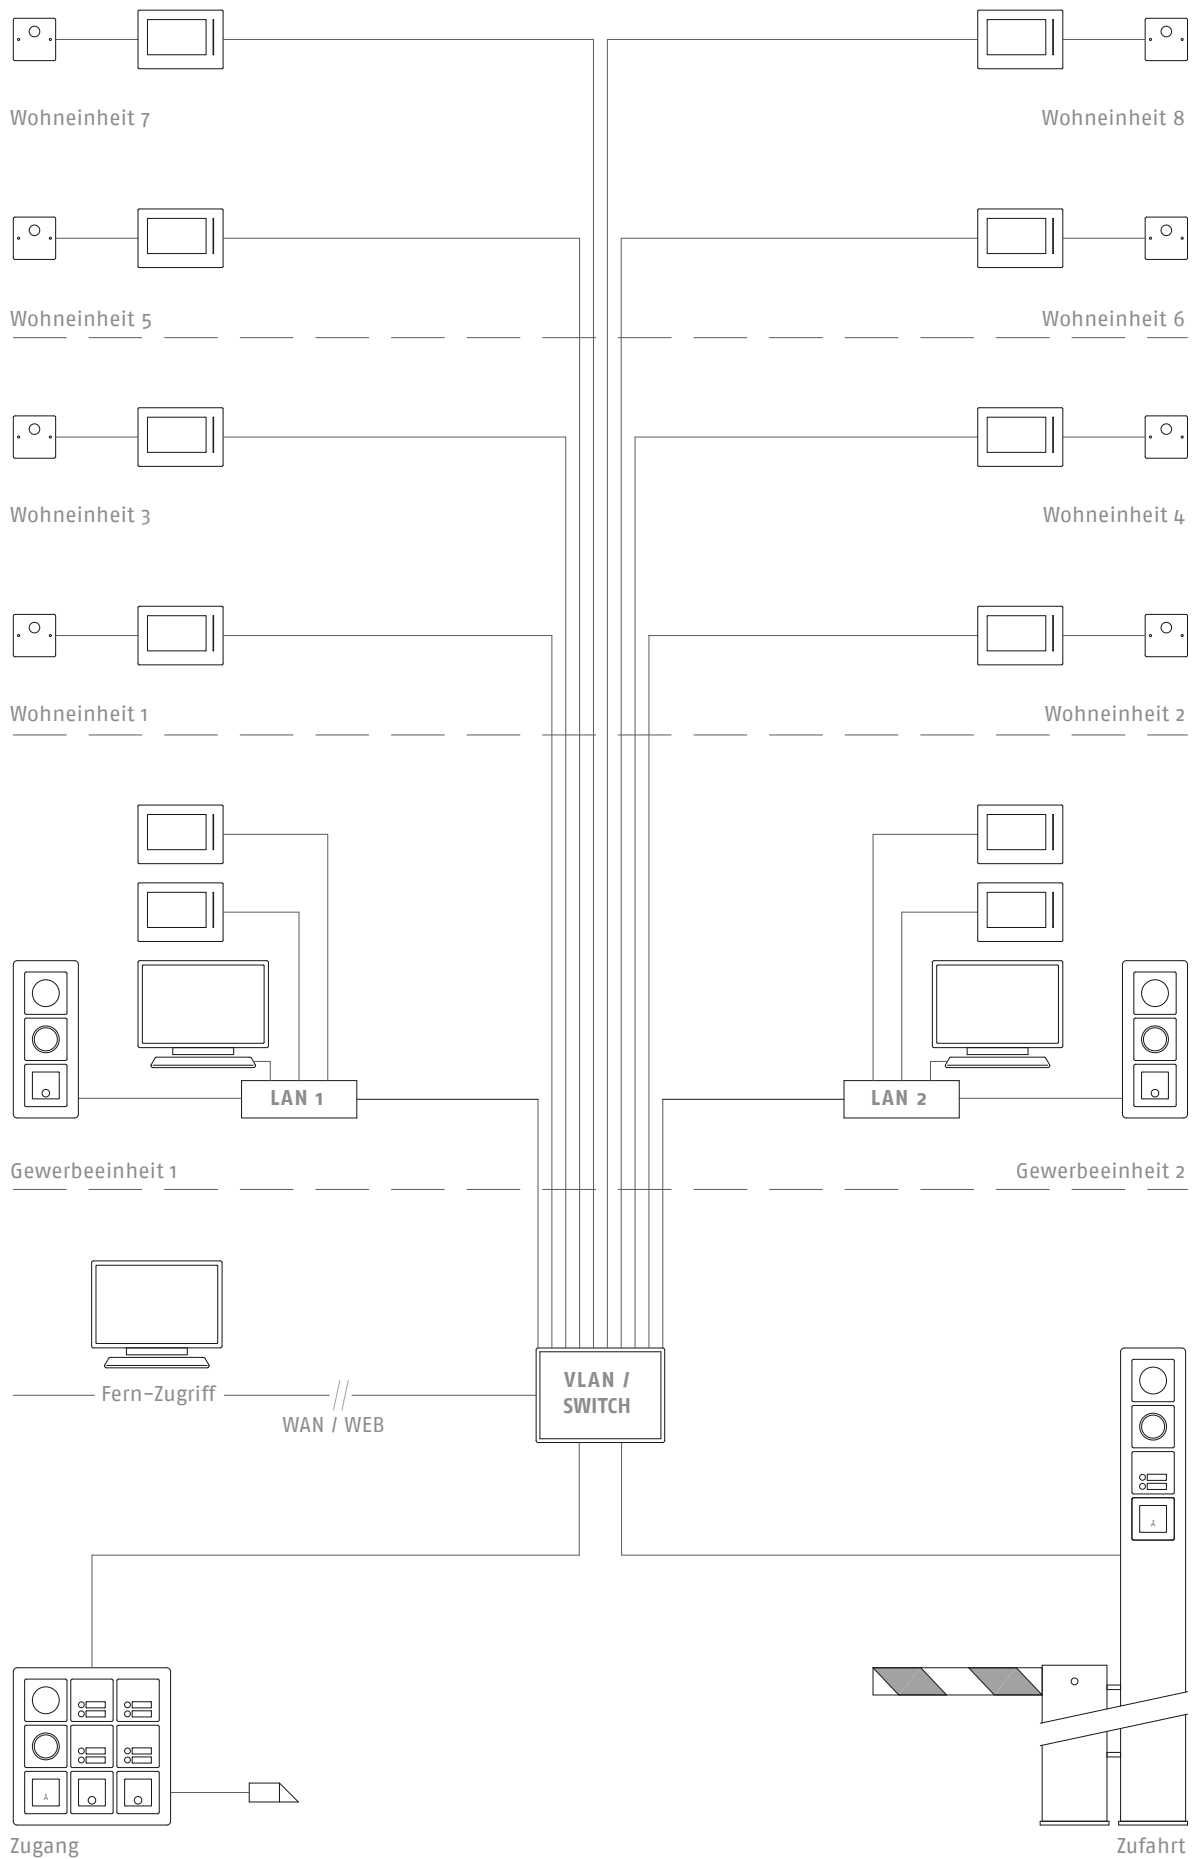 Wohneinheit 7
Wohneinheit 8
Wohneinheit 5
Wohneinheit 6
Wohneinheit 3
Wohneinheit 4
Wohneinheit 1
Wohneinheit 2
LAN 1
LAN 2
Gewerbeeinheit 1
Gewerbeeinheit 2
Fern-Zugriff
WAN / WEB
VLAN /
SWITCH
Zugang
Zufahrt